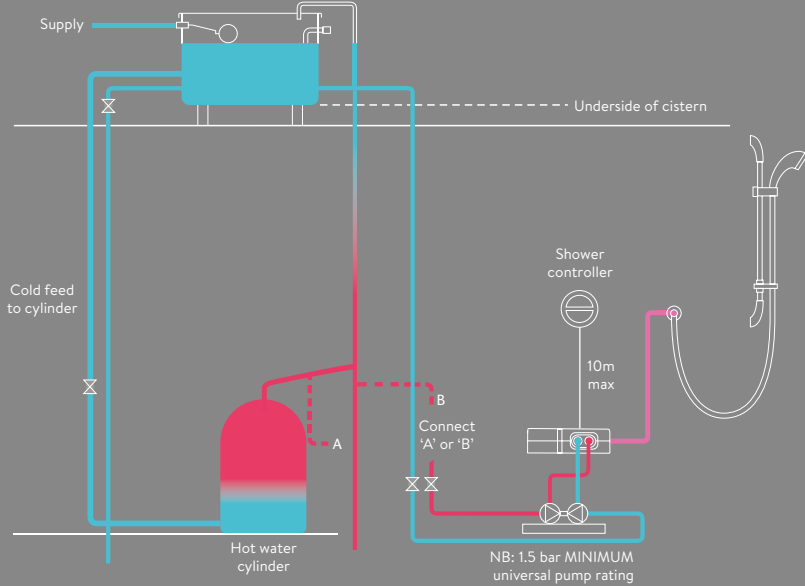 Supply
Underside of cistern
Shower
controller
Cold feed
to cylinder
10m
max
B
Connect
‘A’ or ‘B’
A
Hot water
cylinder
NB: 1.5 bar MINIMUM
universal pump rating